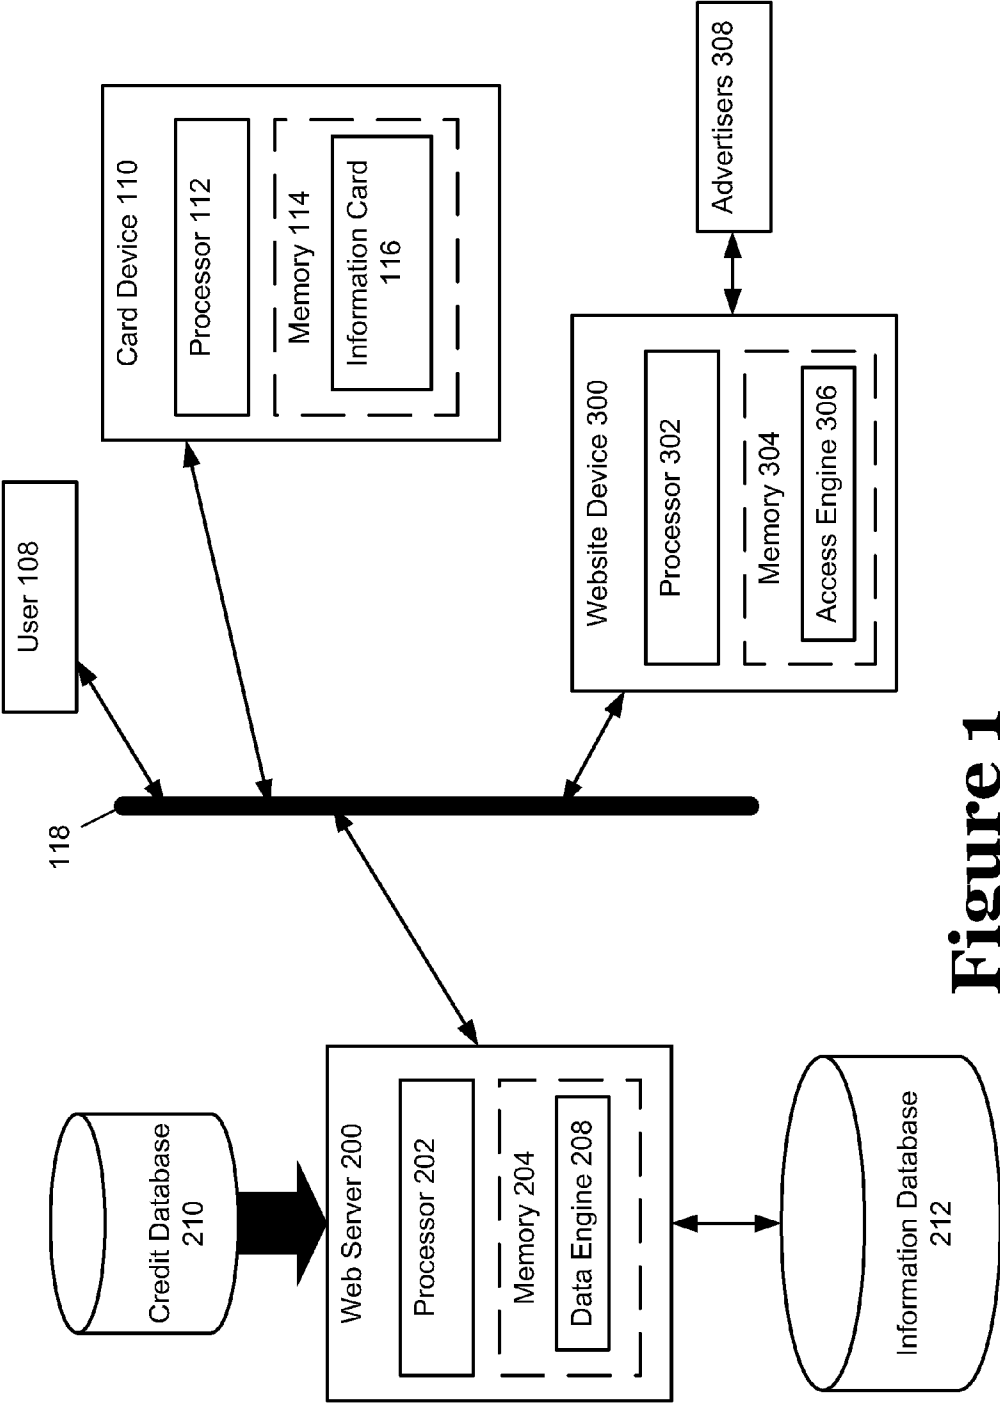 User 108
Card Device 110
Processor 112
Memory 114
Information Card
116
118
Credit Database
210
Web Server 200
Processor 202
Memory 204
Data Engine 208
Information Database
212
Website Device 300
Processor 302
Memory 304
Access Engine 306
Advertisers 308
Figure 1